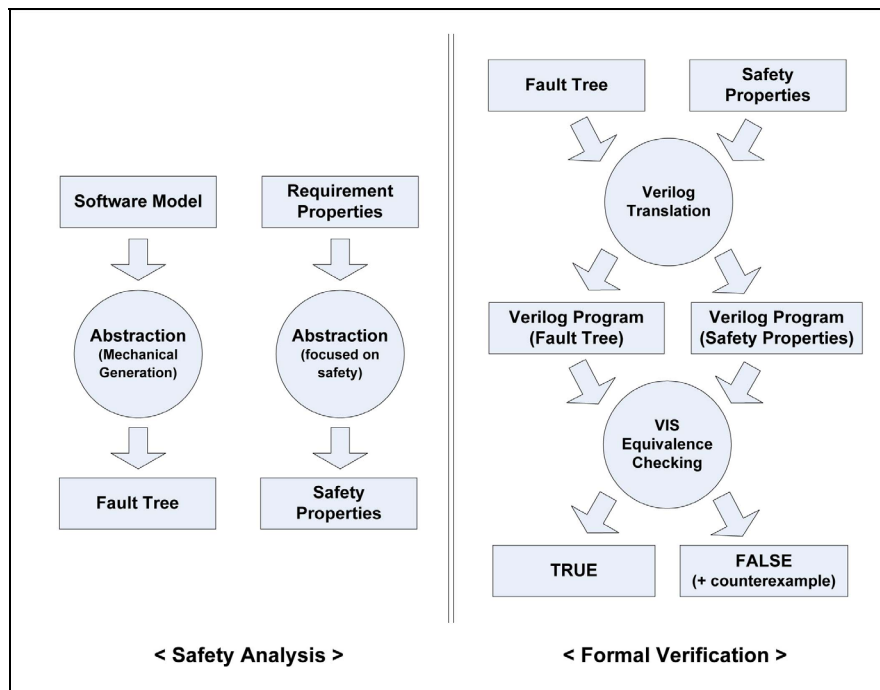 Software Model
Abstraction
(Mechanical
Generation)
Fault Tree
Requirement
Properties
Abstraction
(focused on
safety)
Safety
Properties
< Safety Analysis >
Fault Tree
Safety
Properties
Verilog
Translation
Verilog Program
(Fault Tree)
Verilog Program
(Safety Properties)
VIS
Equivalence
Checking
TRUE
FALSE
(+ counterexample)
< Formal Verification >